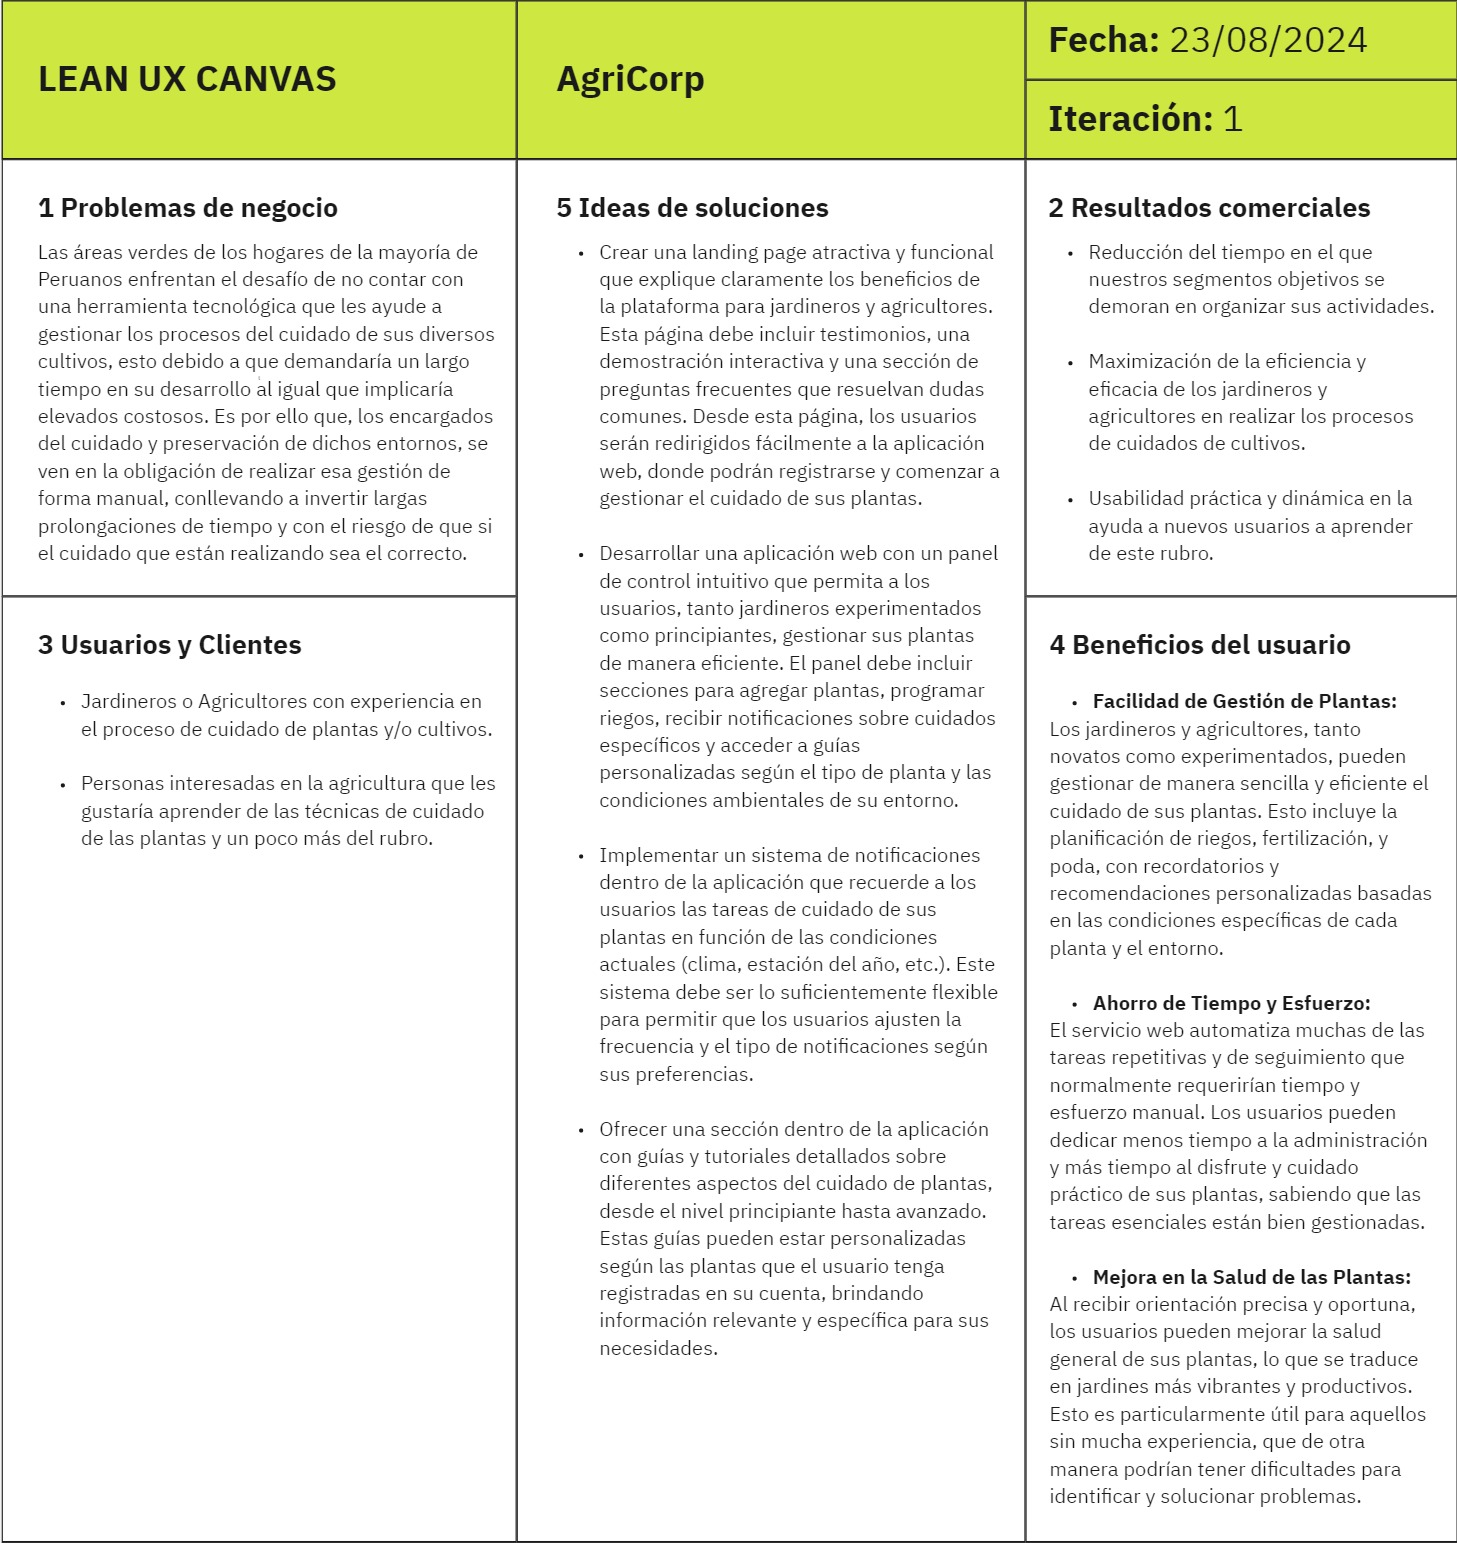 LEAN UX CANVAS
AgriCorp
Fecha: 23/08/2024
Iteración: 1
1 Problemas de negocio
Las áreas verdes de los hogares de la mayoría de
Peruanos enfrentan el desafío de no contar con
una herramienta tecnológica que les ayude a
gestionar los procesos del cuidado de sus diversos
cultivos, esto debido a que demandaría un largo
tiempo en su desarrollo al igual que implicaría
elevados costosos. Es por ello que, los encargados
del cuidado y preservación de dichos entornos, se
ven en la obligación de realizar esa gestión de
forma manual, conllevando a invertir largas
prolongaciones de tiempo y con el riesgo de que si
el cuidado que están realizando sea el correcto.
3 Usuarios y Clientes
• Jardineros o Agricultores con experiencia en
el proceso de cuidado de plantas y/o cultivos.
• Personas interesadas en la agricultura que les
gustaría aprender de las técnicas de cuidado
de las plantas y un poco más del rubro.
5 Ideas de soluciones
• Crear una landing page atractiva y funcional
que explique claramente los beneficios de
la plataforma para jardineros y agricultores.
Esta página debe incluir testimonios, una
demostración interactiva y una sección de
preguntas frecuentes que resuelvan dudas
comunes. Desde esta página, los usuarios
serán redirigidos fácilmente a la aplicación
web, donde podrán registrarse y comenzar a
gestionar el cuidado de sus plantas.
• Desarrollar una aplicación web con un panel
de control intuitivo que permita a los
usuarios, tanto jardineros experimentados
como principiantes, gestionar sus plantas
de manera eficiente. El panel debe incluir
secciones para agregar plantas, programar
riegos, recibir notificaciones sobre cuidados
específicos y acceder a guías
personalizadas según el tipo de planta y las
condiciones ambientales de su entorno.
• Implementar un sistema de notificaciones
dentro de la aplicación que recuerde a los
usuarios las tareas de cuidado de sus
plantas en función de las condiciones
actuales (clima, estación del año, etc.). Este
sistema debe ser lo suficientemente flexible
para permitir que los usuarios ajusten la
frecuencia y el tipo de notificaciones según
sus preferencias.
• Ofrecer una sección dentro de la aplicación
con guías y tutoriales detallados sobre
diferentes aspectos del cuidado de plantas,
desde el nivel principiante hasta avanzado.
Estas guías pueden estar personalizadas
según las plantas que el usuario tenga
registradas en su cuenta, brindando
información relevante y específica para sus
necesidades.
2 Resultados comerciales
• Reducción del tiempo en el que
nuestros segmentos objetivos se
demoran en organizar sus actividades.
• Maximización de la eficiencia y
eficacia de los jardineros y
agricultores en realizar los procesos
de cuidados de cultivos.
• Usabilidad práctica y dinámica en la
ayuda a nuevos usuarios a aprender
de este rubro.
4 Beneficios del usuario
• Facilidad de Gestión de Plantas:
Los jardineros y agricultores, tanto
novatos como experimentados, pueden
gestionar de manera sencilla y eficiente el
cuidado de sus plantas. Esto incluye la
planificación de riegos, fertilización, y
poda, con recordatorios y
recomendaciones personalizadas basadas
en las condiciones específicas de cada
planta y el entorno.
• Ahorro de Tiempo y Esfuerzo:
El servicio web automatiza muchas de las
tareas repetitivas y de seguimiento que
normalmente requerirían tiempo y
esfuerzo manual. Los usuarios pueden
dedicar menos tiempo a la administración
y más tiempo al disfrute y cuidado
práctico de sus plantas, sabiendo que las
tareas esenciales están bien gestionadas.
• Mejora en la Salud de las Plantas:
Al recibir orientación precisa y oportuna,
los usuarios pueden mejorar la salud
general de sus plantas, lo que se traduce
en jardines más vibrantes y productivos.
Esto es particularmente útil para aquellos
sin mucha experiencia, que de otra
manera podrían tener dificultades para
identificar y solucionar problemas.